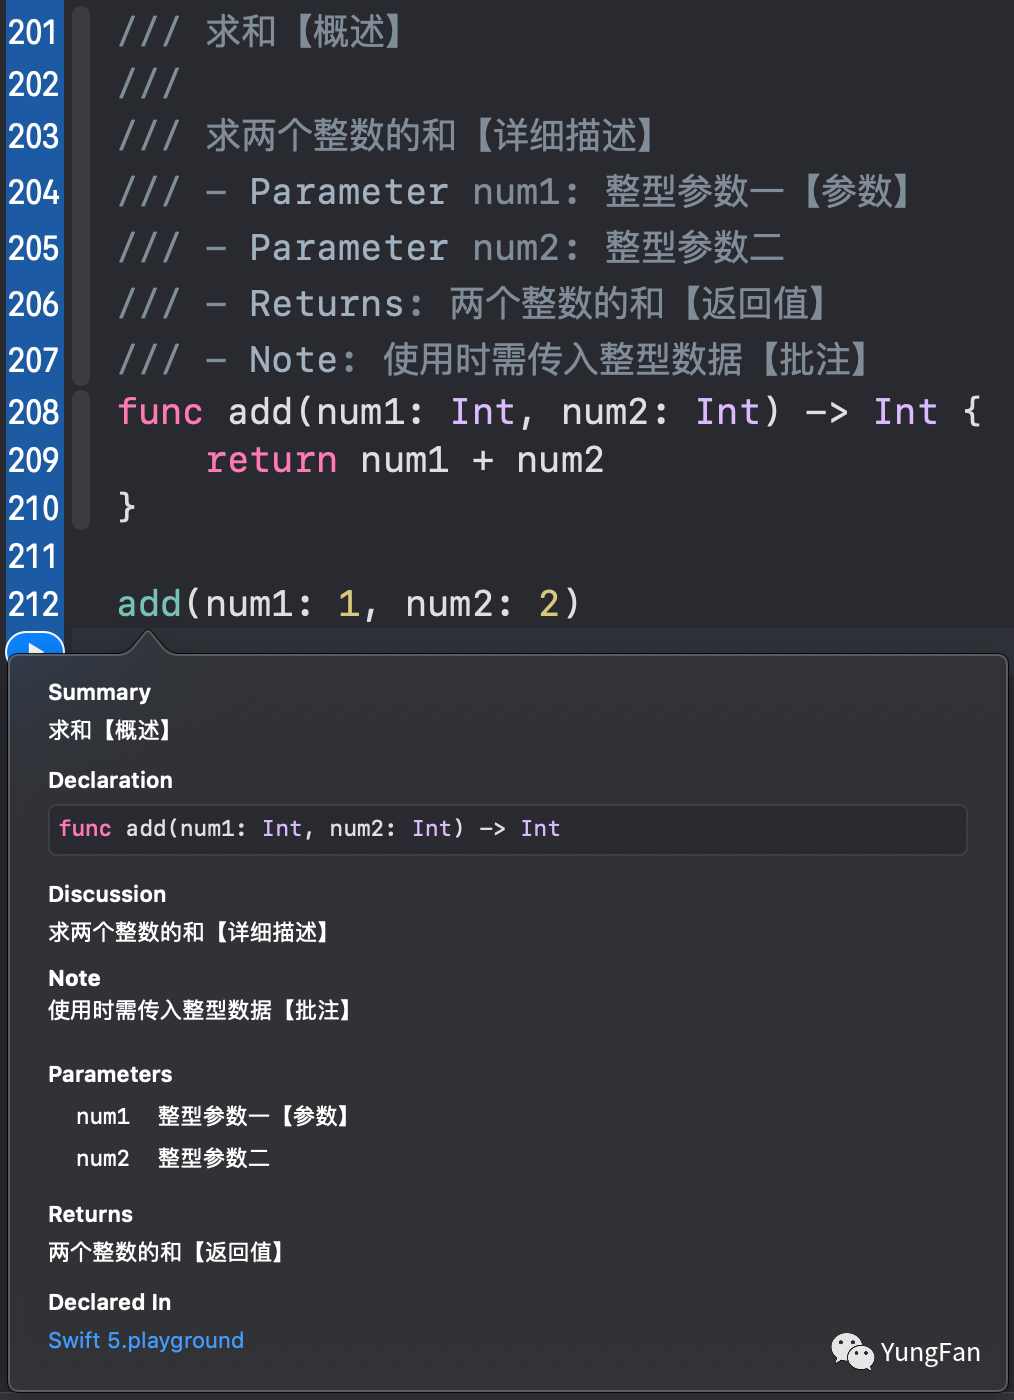 201 /// 求和【概述】
202 ///
203 /// 求两个整数的和【详细描述】
204 /// - Parameter num1: 整型参数一【参数】
205 /// - Parameter num2: 整型参数二
206 /// - Returns: 两个整数的和【返回值】
207 /// - Note: 使用时需传入整型数据【批注】
208 func add(num1: Int, num2: Int) -> Int {
209     return num1 + num2
210 }
211
212 add(num1: 1, num2: 2)
Summary
求和【概述】
Declaration
func add(num1: Int, num2: Int) -> Int
Discussion
求两个整数的和【详细描述】
Note
使用时需传入整型数据【批注】
Parameters
num1 整型参数一【参数】
num2 整型参数二
Returns
两个整数的和【返回值】
Declared In
Swift 5.playground
YungFan